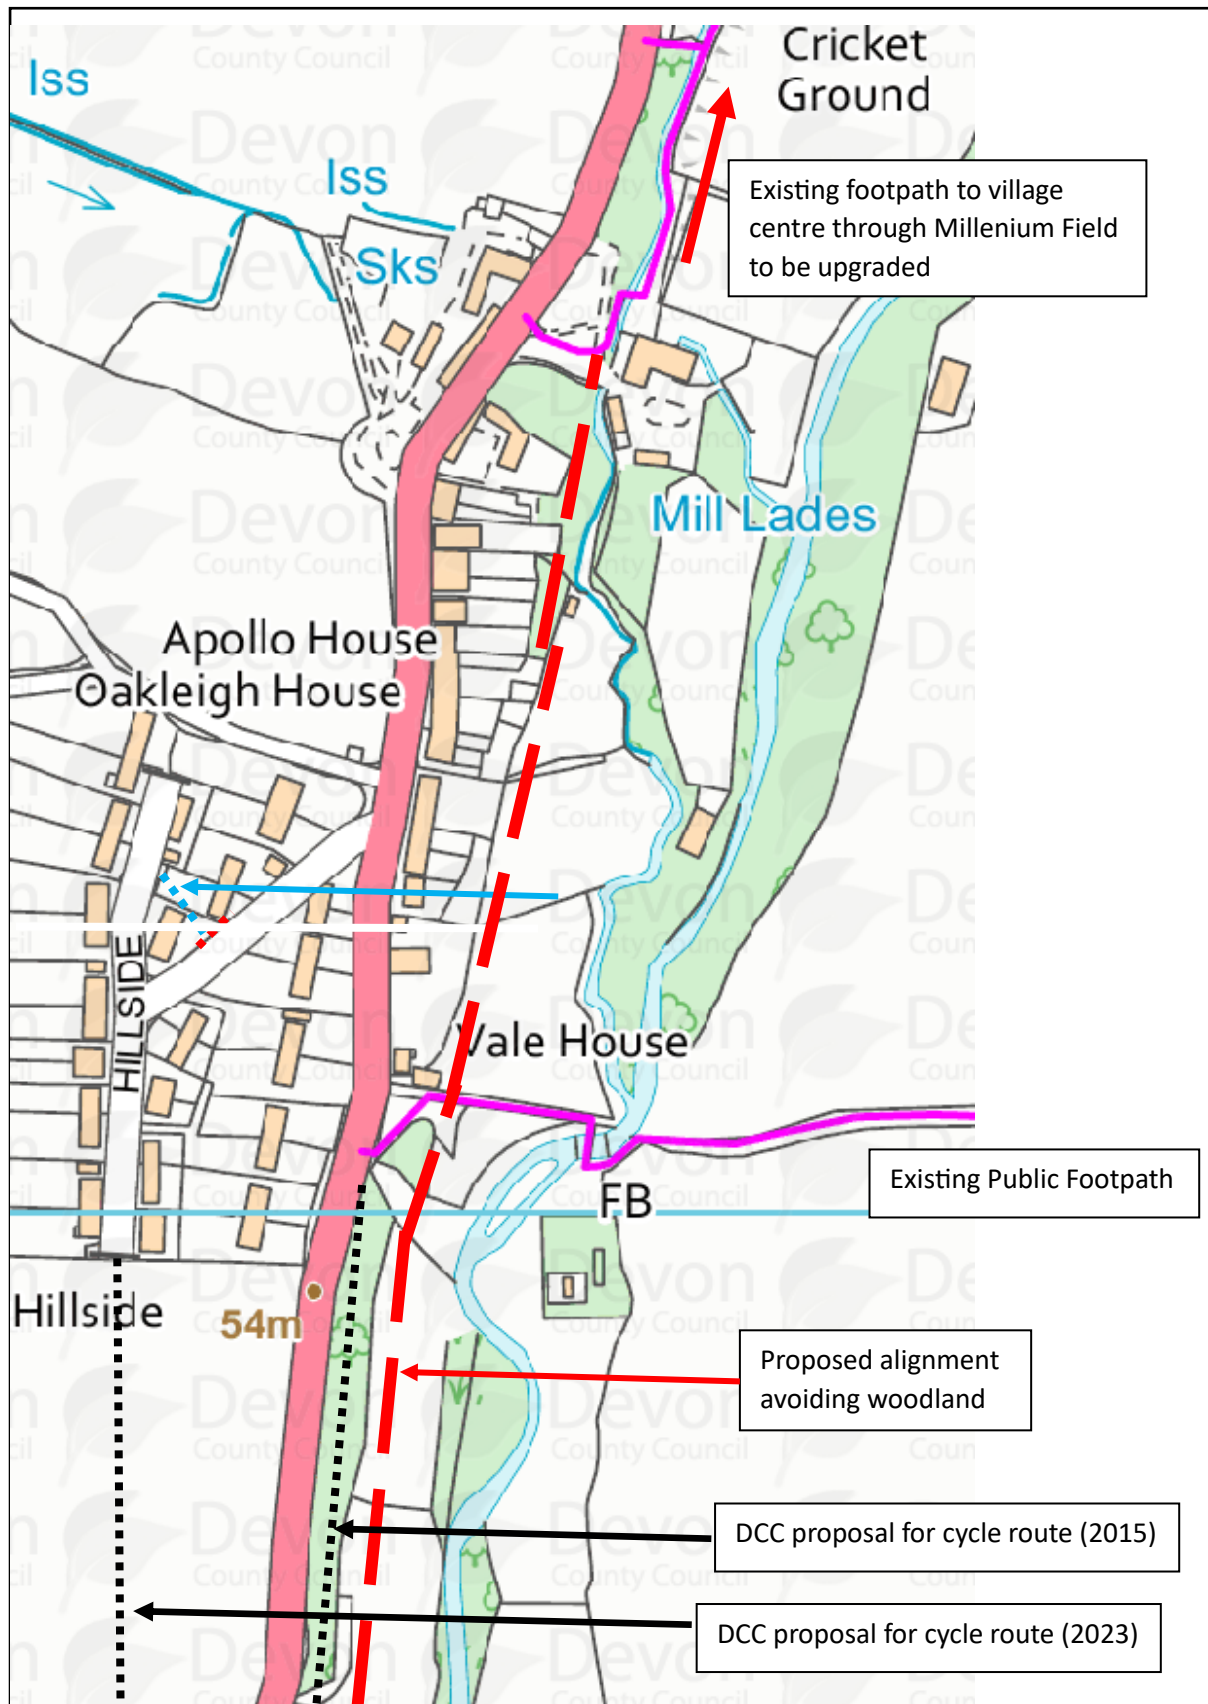 Cricket
Ground
Iss
Iss
Sks
Existing footpath to village
centre through Millenium Field
to be upgraded
Mill Lades
Apollo House
Oakleigh House
HILLSIDE
Vale House
Existing Public Footpath
FB
Hillside
54m
Proposed alignment
avoiding woodland
DCC proposal for cycle route (2015)
DCC proposal for cycle route (2023)
Devon
County Council